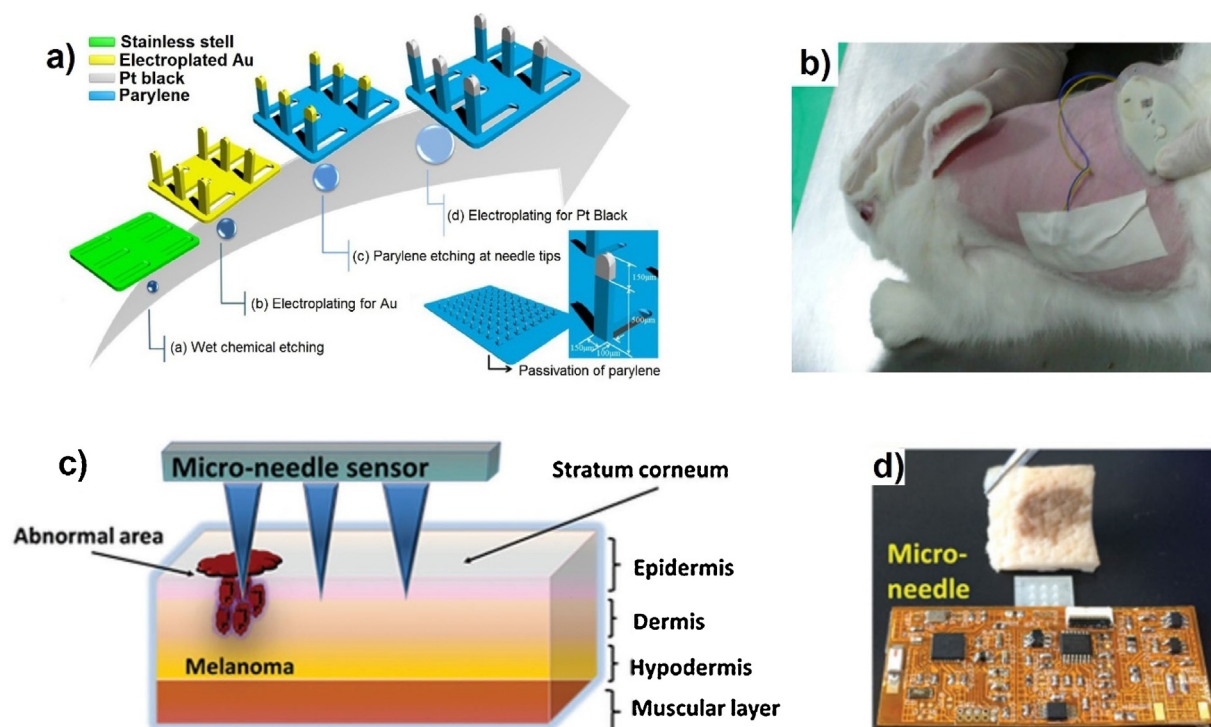 a)
Stainless stell
Electroplated Au
Pt black
Parylene
(d) Electroplating for Pt Black
(c) Parylene etching at needle tips
(b) Electroplating for Au
(a) Wet chemical etching
150μm
500μm
150μm
100μm
Passivation of parylene
b)
c)
Micro-needle sensor
Stratum corneum
Abnormal area
Epidermis
Dermis
Hypodermis
Melanoma
Muscular layer
d)
Micro-
needle